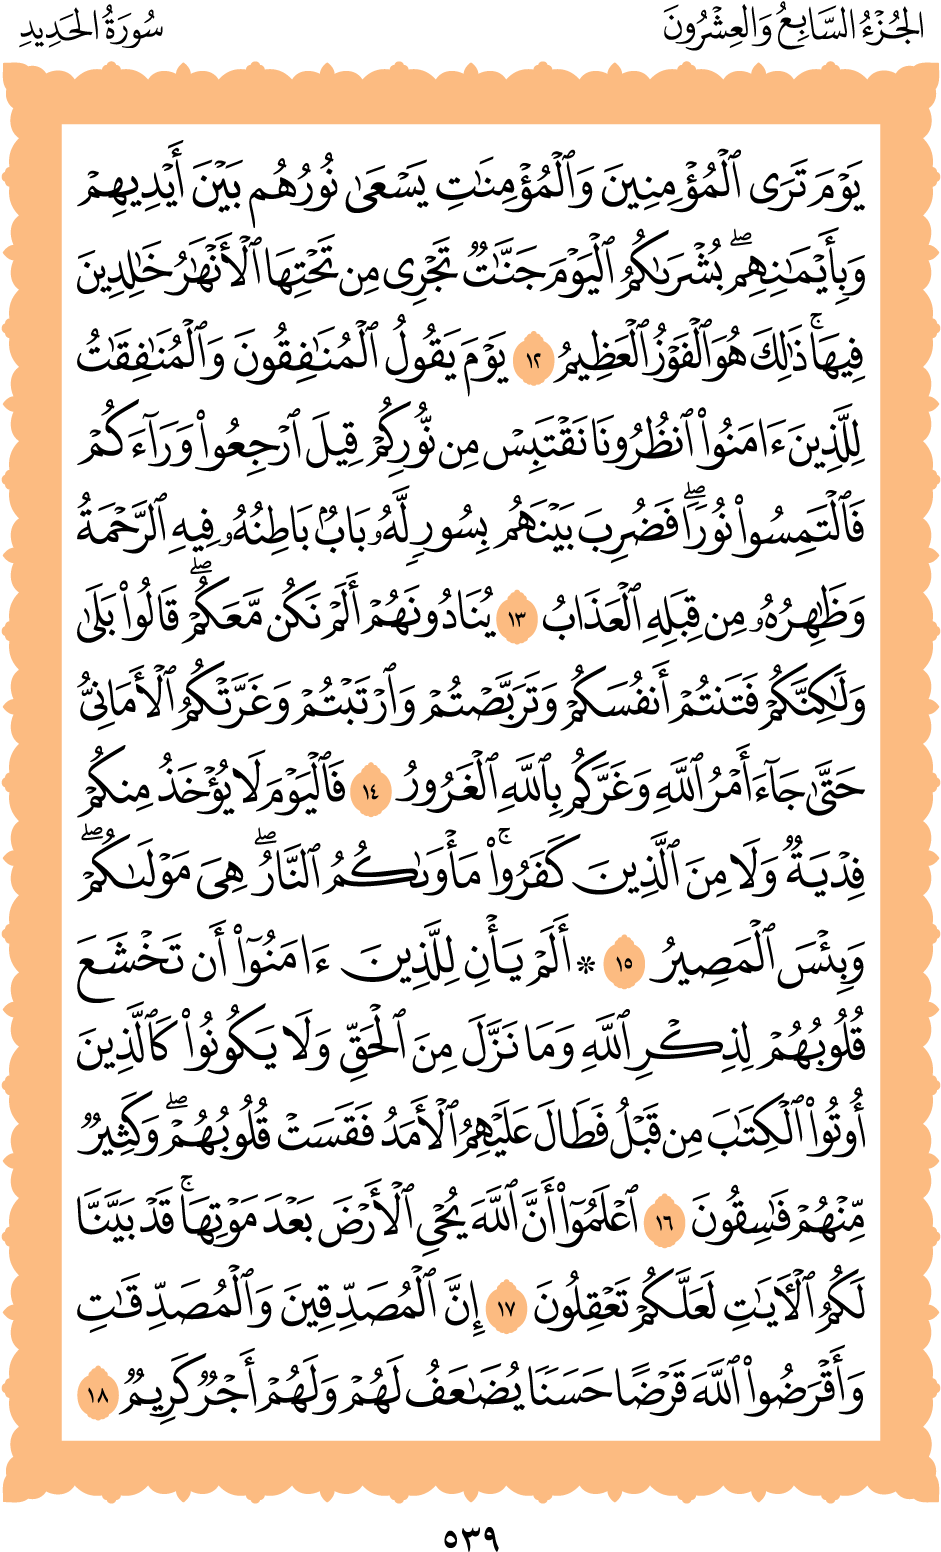 الجُزْءُ السَّابِعُ وَالعِشْرُونَ
سُورَةُ الحَدِيدِ
يَوْمَ تَرَى ٱلْمُؤْمِنِينَ وَٱلْمُؤْمِنَٰتِ يَسْعَىٰ نُورُهُم بَيْنَ أَيْدِيهِمْ
وَبِأَيْمَٰنِهِمۖ بُشْرَىٰكُمُ ٱلْيَوْمَ جَنَّٰتٌ تَجْرِى مِن تَحْتِهَا ٱلْأَنْهَٰرُ خَٰلِدِينَ
فِيهَاۚ ذَٰلِكَ هُوَ ٱلْفَوْزُ ٱلْعَظِيمُ ١٢ يَوْمَ يَقُولُ ٱلْمُنَٰفِقُونَ وَٱلْمُنَٰفِقَٰتُ
لِلَّذِينَ ءَامَنُوا۟ ٱنظُرُونَا نَقْتَبِسْ مِن نُّورِكُمْ قِيلَ ٱرْجِعُوا۟ وَرَآءَكُمْ
فَٱلْتَمِسُوا۟ نُورًاۖ فَضُرِبَ بَيْنَهُم بِسُورٍ لَّهُۥ بَابٌۢ بَاطِنُهُۥ فِيهِ ٱلرَّحْمَةُ
وَظَٰهِرُهُۥ مِن قِبَلِهِ ٱلْعَذَابُ ١٣ يُنَادُونَهُمْ أَلَمْ نَكُن مَّعَكُمْۖ قَالُوا۟ بَلَىٰ
وَلَٰكِنَّكُمْ فَتَنتُمْ أَنفُسَكُمْ وَتَرَبَّصْتُمْ وَٱرْتَبْتُمْ وَغَرَّتْكُمُ ٱلْأَمَانِىُّ
حَتَّىٰ جَآءَ أَمْرُ ٱللَّهِ وَغَرَّكُم بِٱللَّهِ ٱلْغَرُورُ ١٤ فَٱلْيَوْمَ لَا يُؤْخَذُ مِنكُمْ
فِدْيَةٌ وَلَا مِنَ ٱلَّذِينَ كَفَرُوا۟ۚ مَأْوَىٰكُمُ ٱلنَّارُۖ هِىَ مَوْلَىٰكُمْۖ
وَبِئْسَ ٱلْمَصِيرُ ١٥ ۞ أَلَمْ يَأْنِ لِلَّذِينَ ءَامَنُوٓا۟ أَن تَخْشَعَ
قُلُوبُهُمْ لِذِكْرِ ٱللَّهِ وَمَا نَزَلَ مِنَ ٱلْحَقِّ وَلَا يَكُونُوا۟ كَٱلَّذِينَ
أُوتُوا۟ ٱلْكِتَٰبَ مِن قَبْلُ فَطَالَ عَلَيْهِمُ ٱلْأَمَدُ فَقَسَتْ قُلُوبُهُمْۖ وَكَثِيرٌ
مِّنْهُمْ فَٰسِقُونَ ١٦ ٱعْلَمُوٓا۟ أَنَّ ٱللَّهَ يُحْىِ ٱلْأَرْضَ بَعْدَ مَوْتِهَاۚ قَدْ بَيَّنَّا
لَكُمُ ٱلْءَايَٰتِ لَعَلَّكُمْ تَعْقِلُونَ ١٧ إِنَّ ٱلْمُصَّدِّقِينَ وَٱلْمُصَّدِّقَٰتِ
وَأَقْرَضُوا۟ ٱللَّهَ قَرْضًا حَسَنًا يُضَٰعَفُ لَهُمْ وَلَهُمْ أَجْرٌ كَرِيمٌ ١٨
٥٣٩